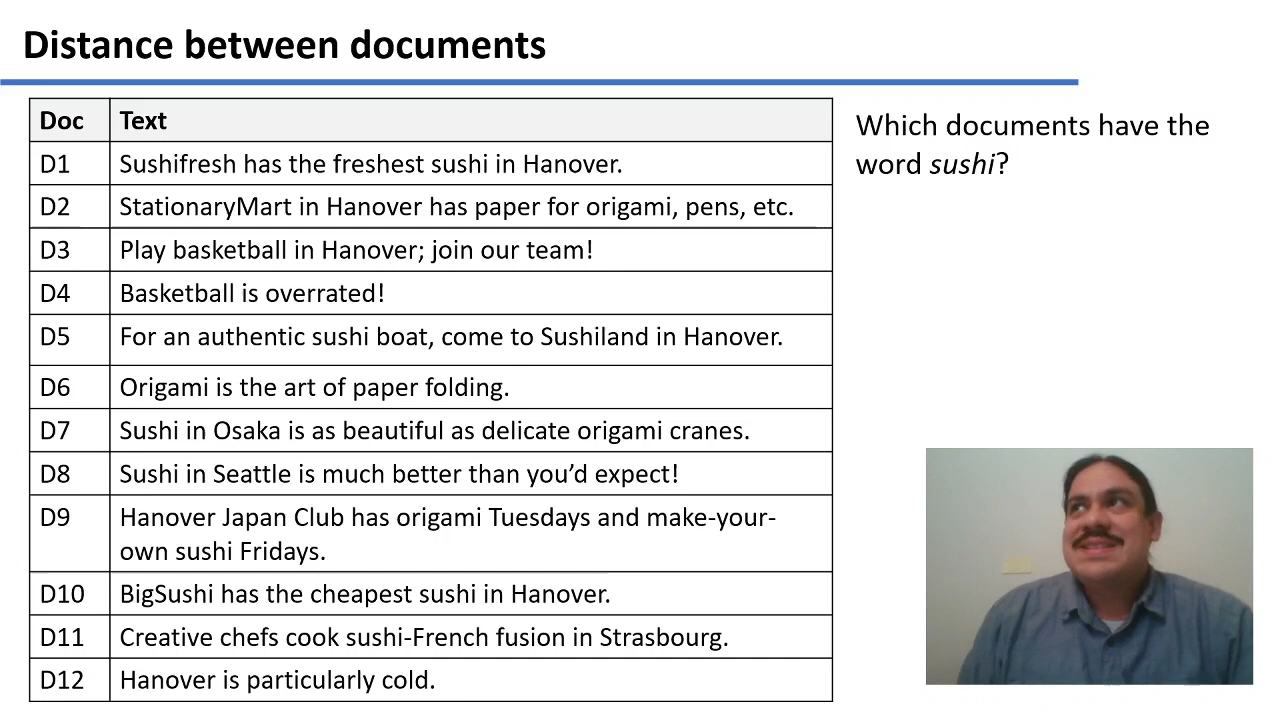 Distance between documents
Doc Text
D1 Sushifresh has the freshest sushi in Hanover.
D2 StationaryMart in Hanover has paper for origami, pens, etc.
D3 Play basketball in Hanover; join our team!
D4 Basketball is overrated!
D5 For an authentic sushi boat, come to Sushiland in Hanover.
D6 Origami is the art of paper folding.
D7 Sushi in Osaka is as beautiful as delicate origami cranes.
D8 Sushi in Seattle is much better than you’d expect!
D9 Hanover Japan Club has origami Tuesdays and make-your-
own sushi Fridays.
D10 BigSushi has the cheapest sushi in Hanover.
D11 Creative chefs cook sushi-French fusion in Strasbourg.
D12 Hanover is particularly cold.
Which documents have the
word sushi?